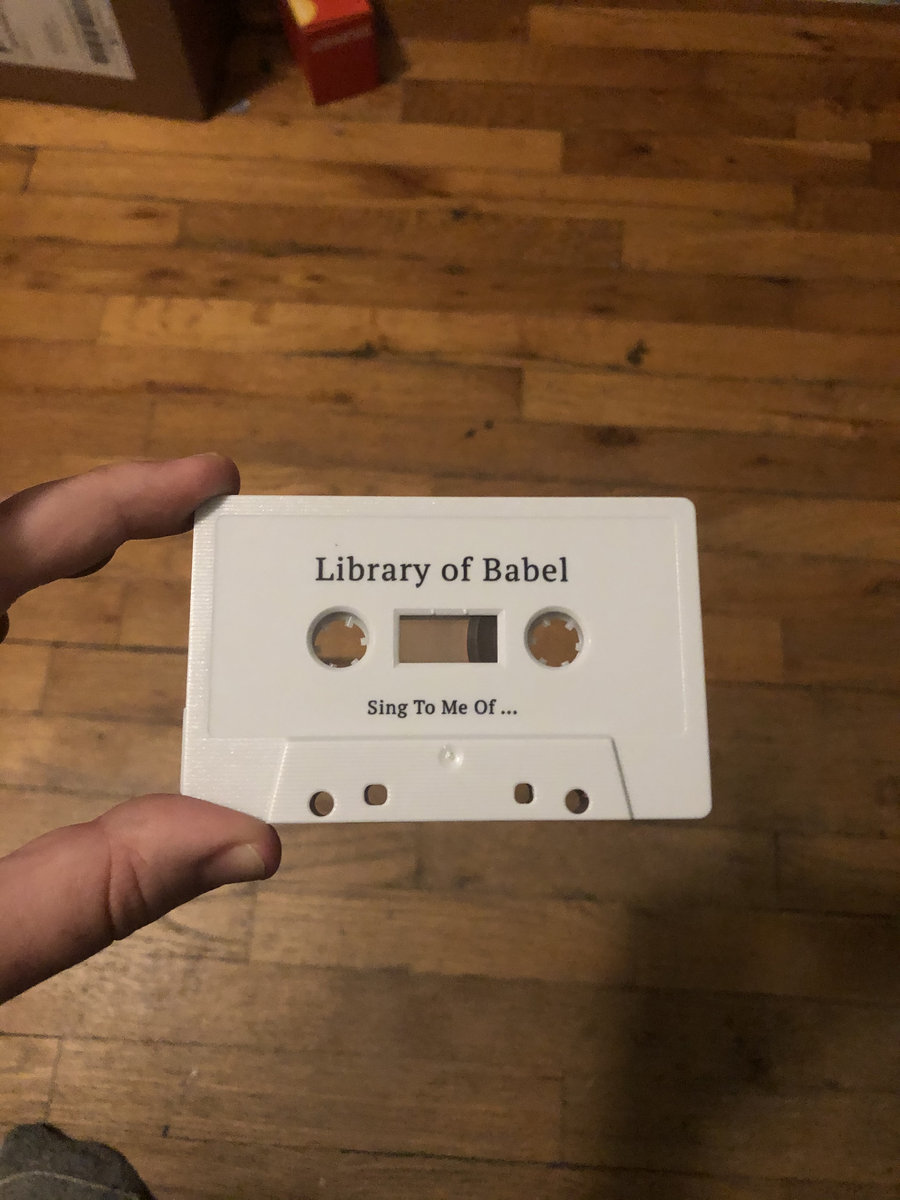 Library of Babel
Sing To Me Of ...